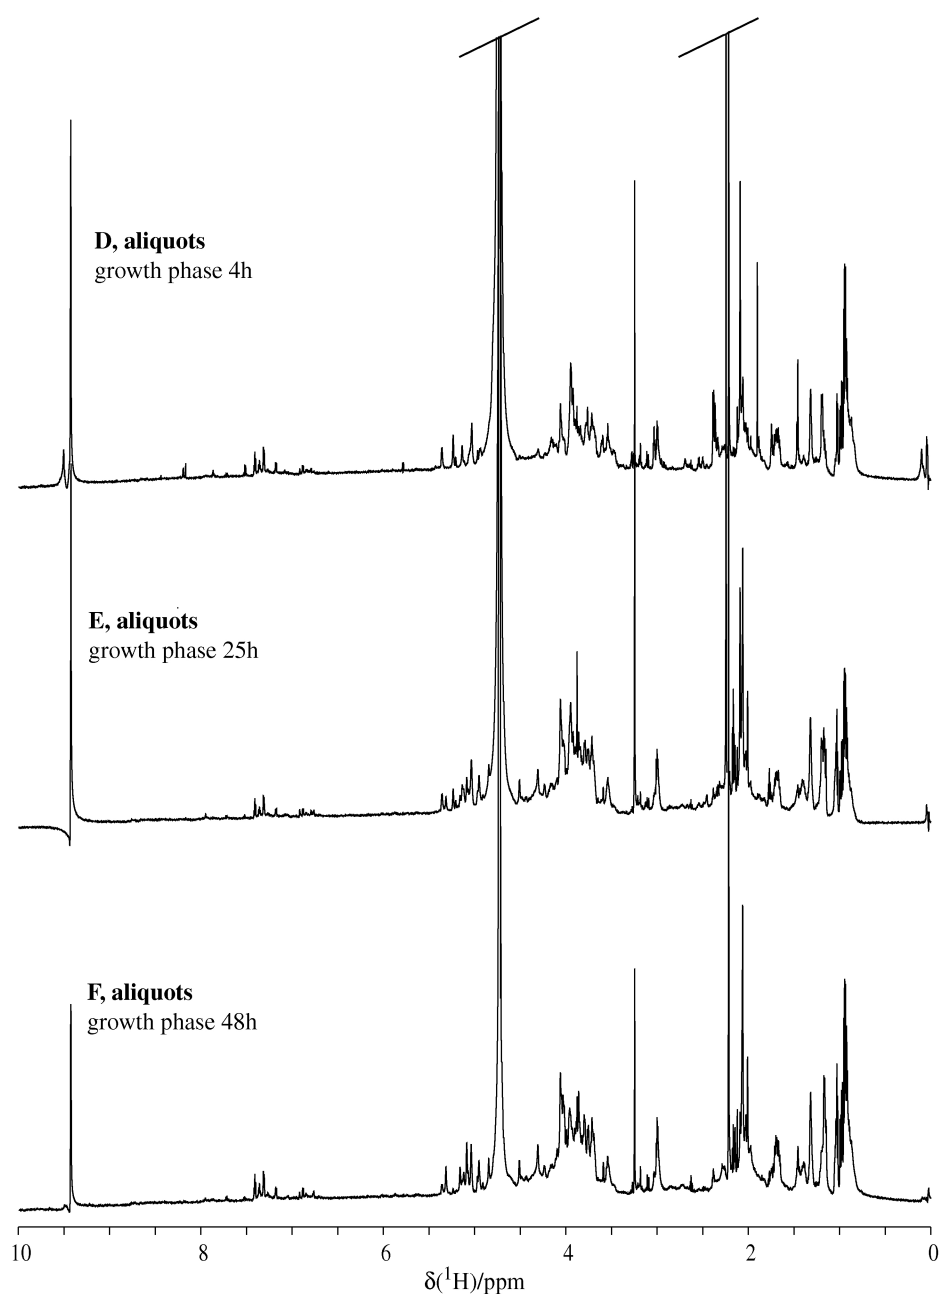 D, aliquots
growth phase 4h
E, aliquots
growth phase 25h
F, aliquots
growth phase 48h
10 8 6 4 2 0
δ(¹H)/ppm